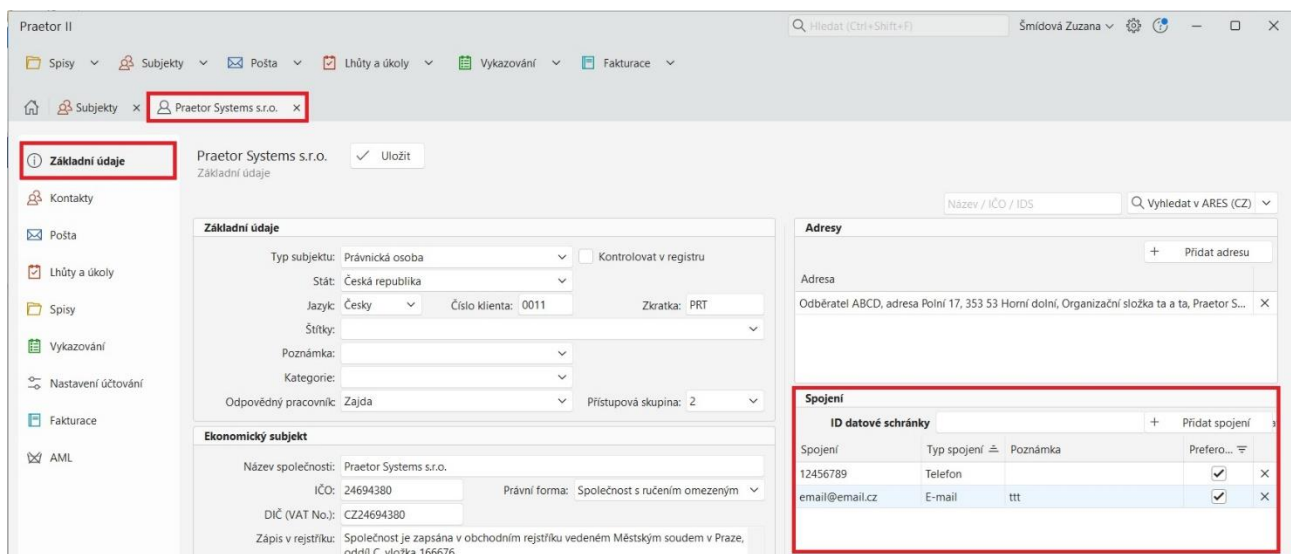 Praetor II
Hledat (Ctrl+Shift+F)
Šmídová Zuzana
Spisy
Subjekty
Pošta
Lhůty a úkoly
Vykazování
Fakturace
Subjekty
Praetor Systems s.r.o.
Základní údaje
Kontakty
Pošta
Lhůty a úkoly
Spisy
Vykazování
Nastavení účtování
Fakturace
AML
Praetor Systems s.r.o.
Uložit
Základní údaje
Název / IČO / IDS
Vyhledat v ARES (CZ)
Základní údaje
Typ subjektu: Právnická osoba
Kontrolovat v registru
Stát: Česká republika
Jazyk: Česky
Číslo klienta: 0011
Zkratka: PRT
Štítky:
Poznámka:
Kategorie:
Odpovědný pracovník: Zajda
Přístupová skupina: 2
Ekonomický subjekt
Název společnosti: Praetor Systems s.r.o.
IČO: 24694380
Právní forma: Společnost s ručením omezeným
DIČ (VAT No.): CZ24694380
Zápis v rejstříku: Společnost je zapsána v obchodním rejstříku vedeném Městským soudem v Praze,
oddíl C, vložka 166676
Adresy
+ Přidat adresu
Adresa
Odběratel ABCD, adresa Polní 17, 353 53 Horní dolní, Organizační složka ta a ta, Praetor S...
Spojení
ID datové schránky
+ Přidat spojení
Spojení Typ spojení Poznámka Prefero...
12456789 Telefon
email@email.cz E-mail ttt